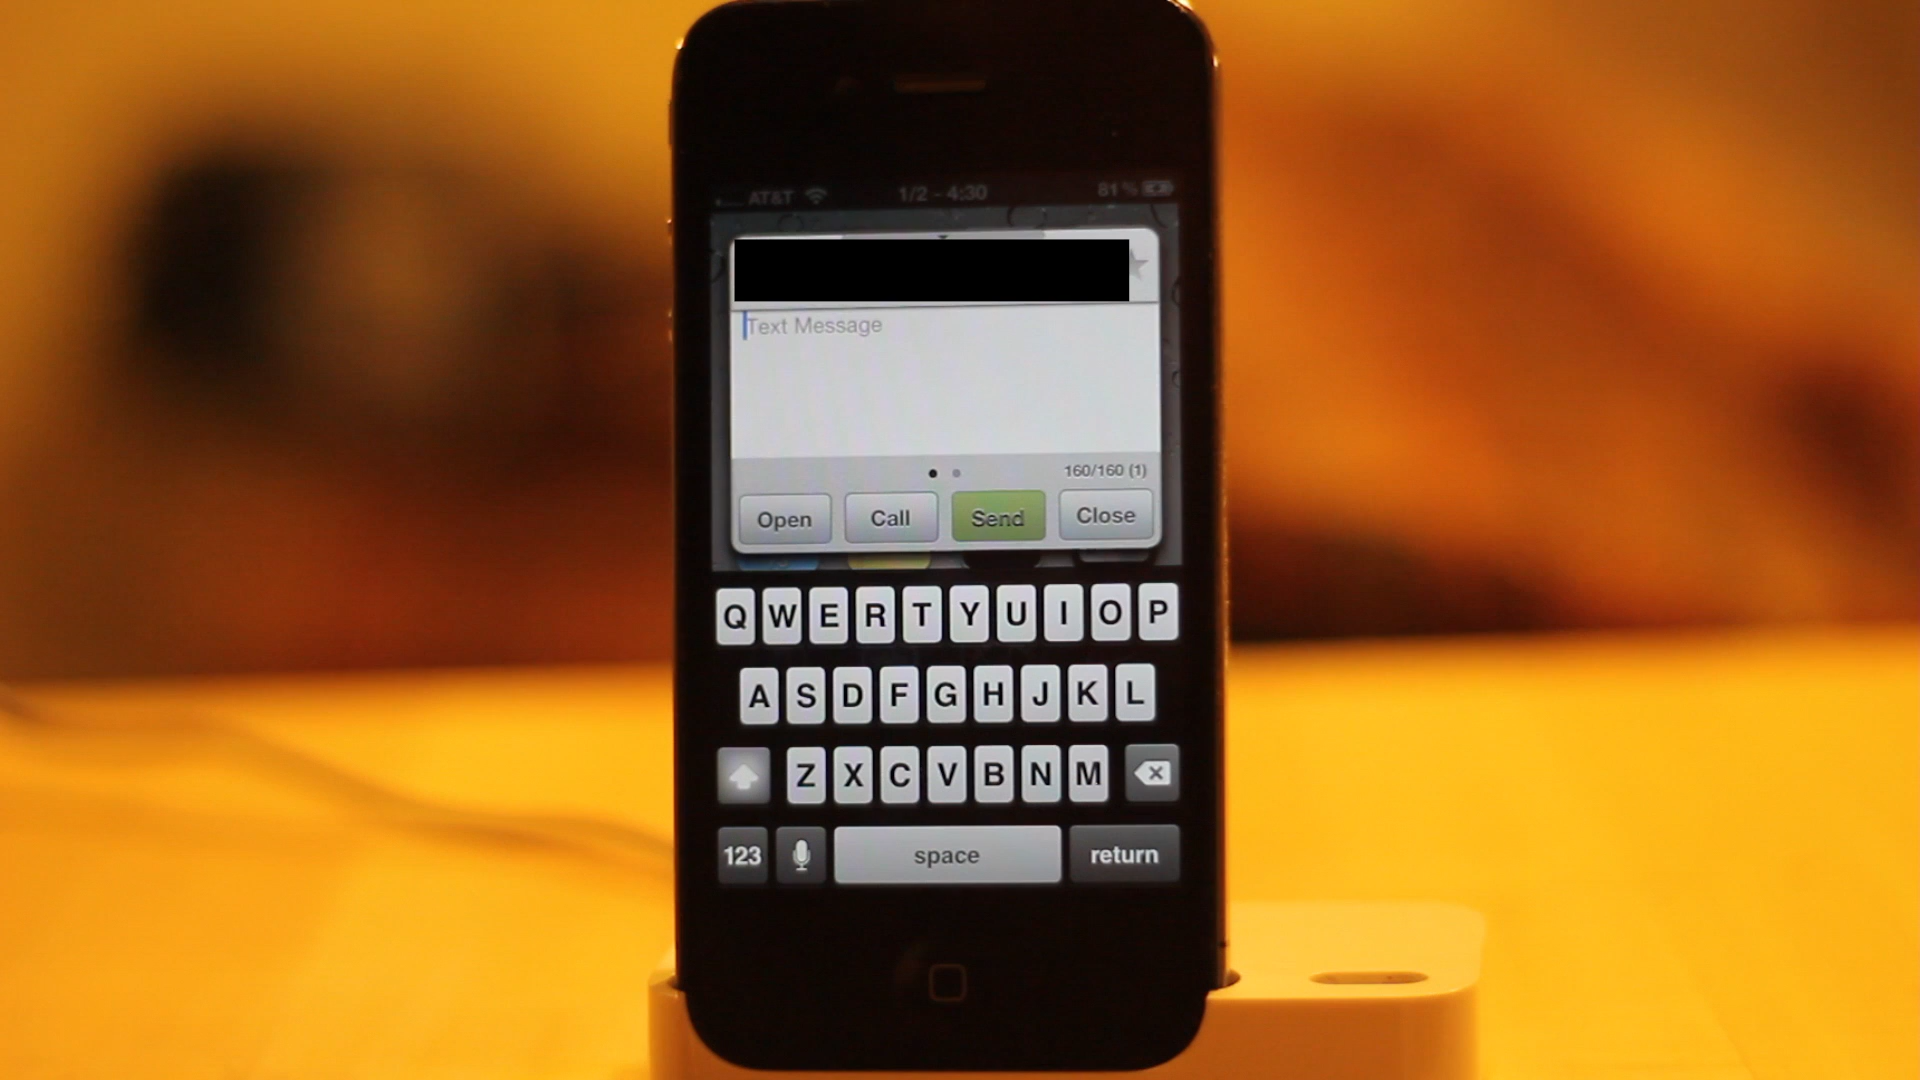 AT&T 1/2 - 4:30 81%
Text Message
160/160 (1)
Open Call Send Close
Q W E R T Y U I O P
A S D F G H J K L
Z X C V B N M
123 space return